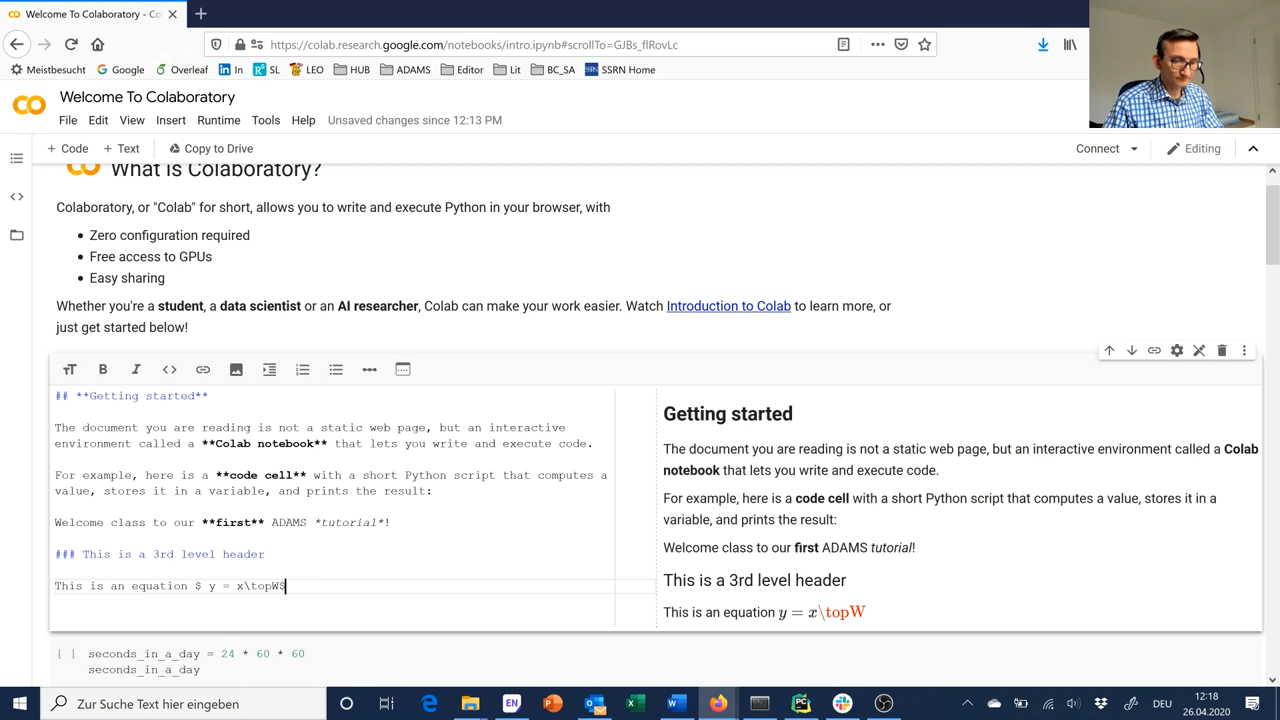 Welcome To Colaboratory - Co
https://colab.research.google.com/notebooks/intro.ipynb#scrollTo=GJBs_flRovLc
Meistbesucht Google Overleaf In SL LEO HUB ADAMS Editor Lit BC_SA SSRN Home
Welcome To Colaboratory
File Edit View Insert Runtime Tools Help Unsaved changes since 12:13 PM
+ Code + Text Copy to Drive Connect Editing
What is Colaboratory?
Colaboratory, or "Colab" for short, allows you to write and execute Python in your browser, with
Zero configuration required
Free access to GPUs
Easy sharing
Whether you're a student, a data scientist or an AI researcher, Colab can make your work easier. Watch Introduction to Colab to learn more, or
just get started below!
## **Getting started**
The document you are reading is not a static web page, but an interactive
environment called a **Colab notebook** that lets you write and execute code.
For example, here is a **code cell** with a short Python script that computes a
value, stores it in a variable, and prints the result:
Welcome class to our **first** ADAMS *tutorial*!
### This is a 3rd level header
This is an equation $ y = x\topW$
Getting started
The document you are reading is not a static web page, but an interactive environment called a Colab
notebook that lets you write and execute code.
For example, here is a code cell with a short Python script that computes a value, stores it in a
variable, and prints the result:
Welcome class to our first ADAMS tutorial!
This is a 3rd level header
This is an equation y = x\topW
[ ] seconds_in_a_day = 24 * 60 * 60
seconds_in_a_day
Zur Suche Text hier eingeben
EN
DEU
12:18
26.04.2020